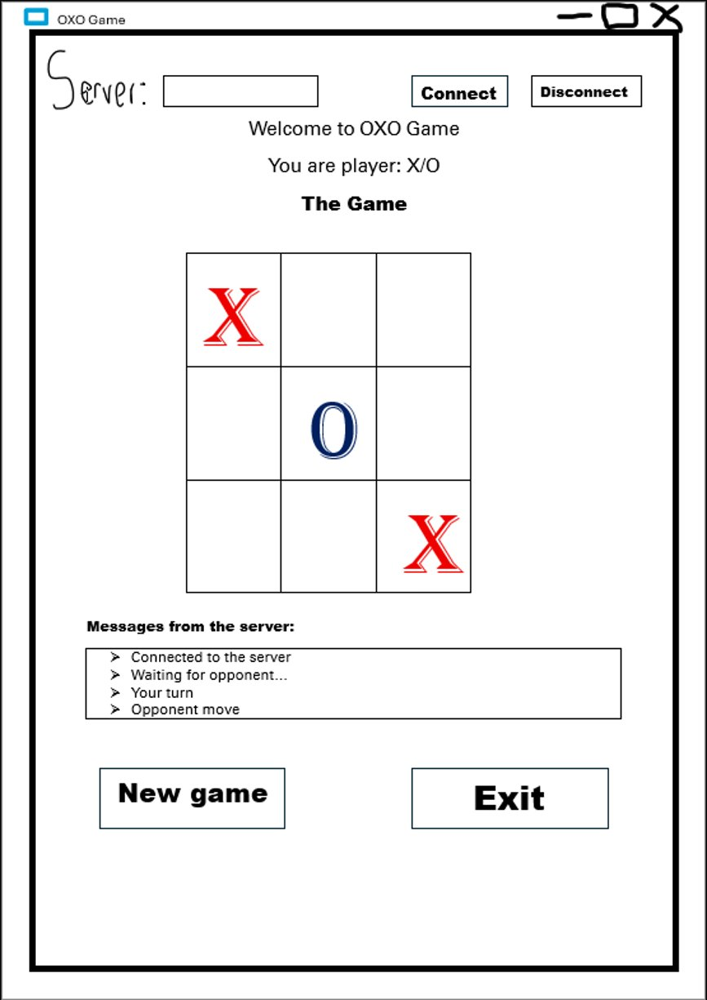 OXO Game
Server: Connect Disconnect
Welcome to OXO Game
You are player: X/O
The Game
X
O
X
Messages from the server:
➢ Connected to the server
➢ Waiting for opponent...
➢ Your turn
➢ Opponent move
New game Exit